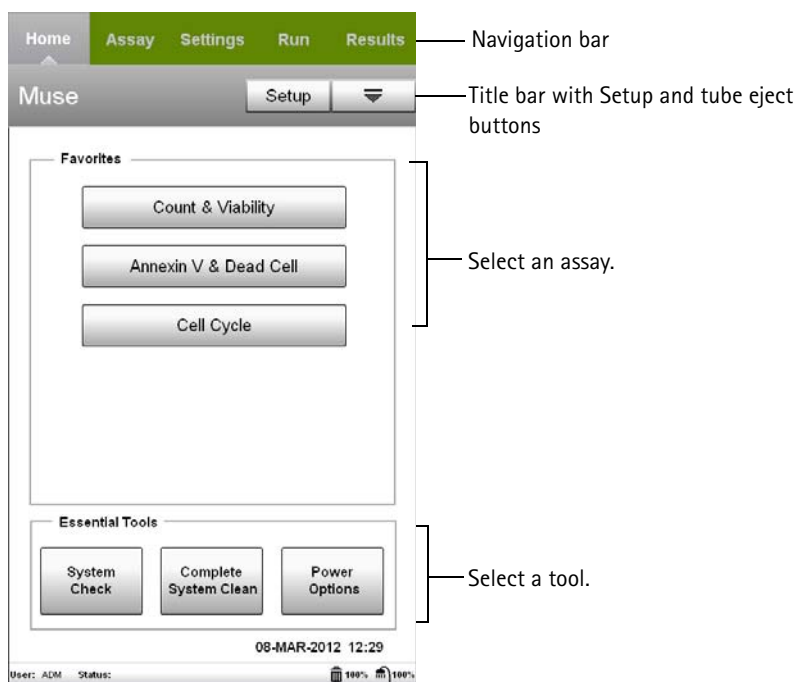 Home Assay Settings Run Results
Navigation bar
Muse Setup
Title bar with Setup and tube eject
buttons
Favorites
Count & Viability
Annexin V & Dead Cell
Select an assay.
Cell Cycle
Essential Tools
System
Check
Complete
System Clean
Power
Options
Select a tool.
08-MAR-2012 12:29
User: ADM Status: 100% 100%